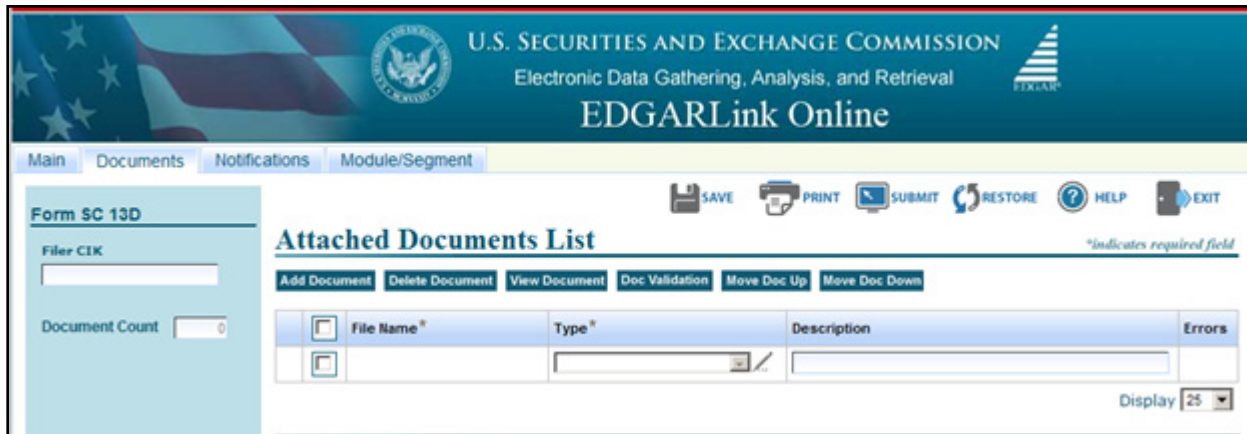 U.S. SECURITIES AND EXCHANGE COMMISSION
Electronic Data Gathering, Analysis, and Retrieval
EDGAR®
EDGARLink Online
Main Documents Notifications Module/Segment
SAVE PRINT SUBMIT RESTORE ? HELP EXIT
Form SC 13D
Attached Documents List
*indicates required field
Filer CIK
Add Document Delete Document View Document Doc Validation Move Doc Up Move Doc Down
Document Count 0
File Name* Type* Description Errors
Display 25